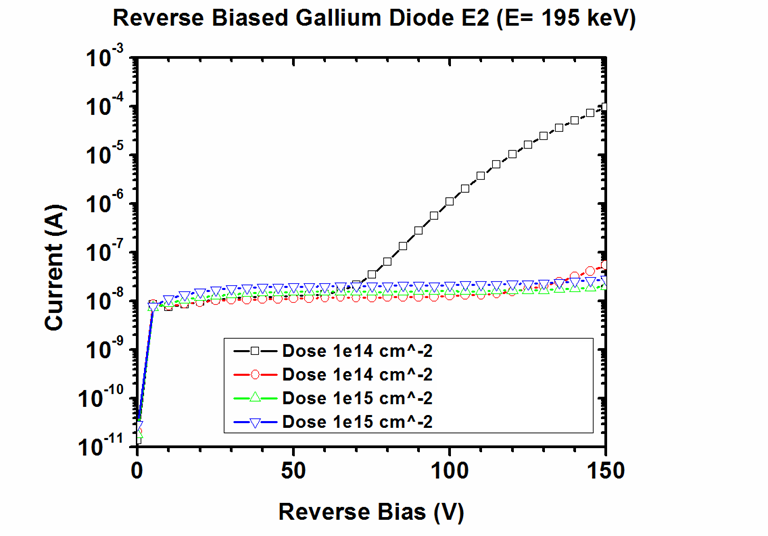 Reverse Biased Gallium Diode E2 (E= 195 keV)
10^-3
10^-4
10^-5
10^-6
10^-7
10^-8
10^-9
10^-10
10^-11
Current (A)
Dose 1e14 cm^-2
Dose 1e14 cm^-2
Dose 1e15 cm^-2
Dose 1e15 cm^-2
0 50 100 150
Reverse Bias (V)